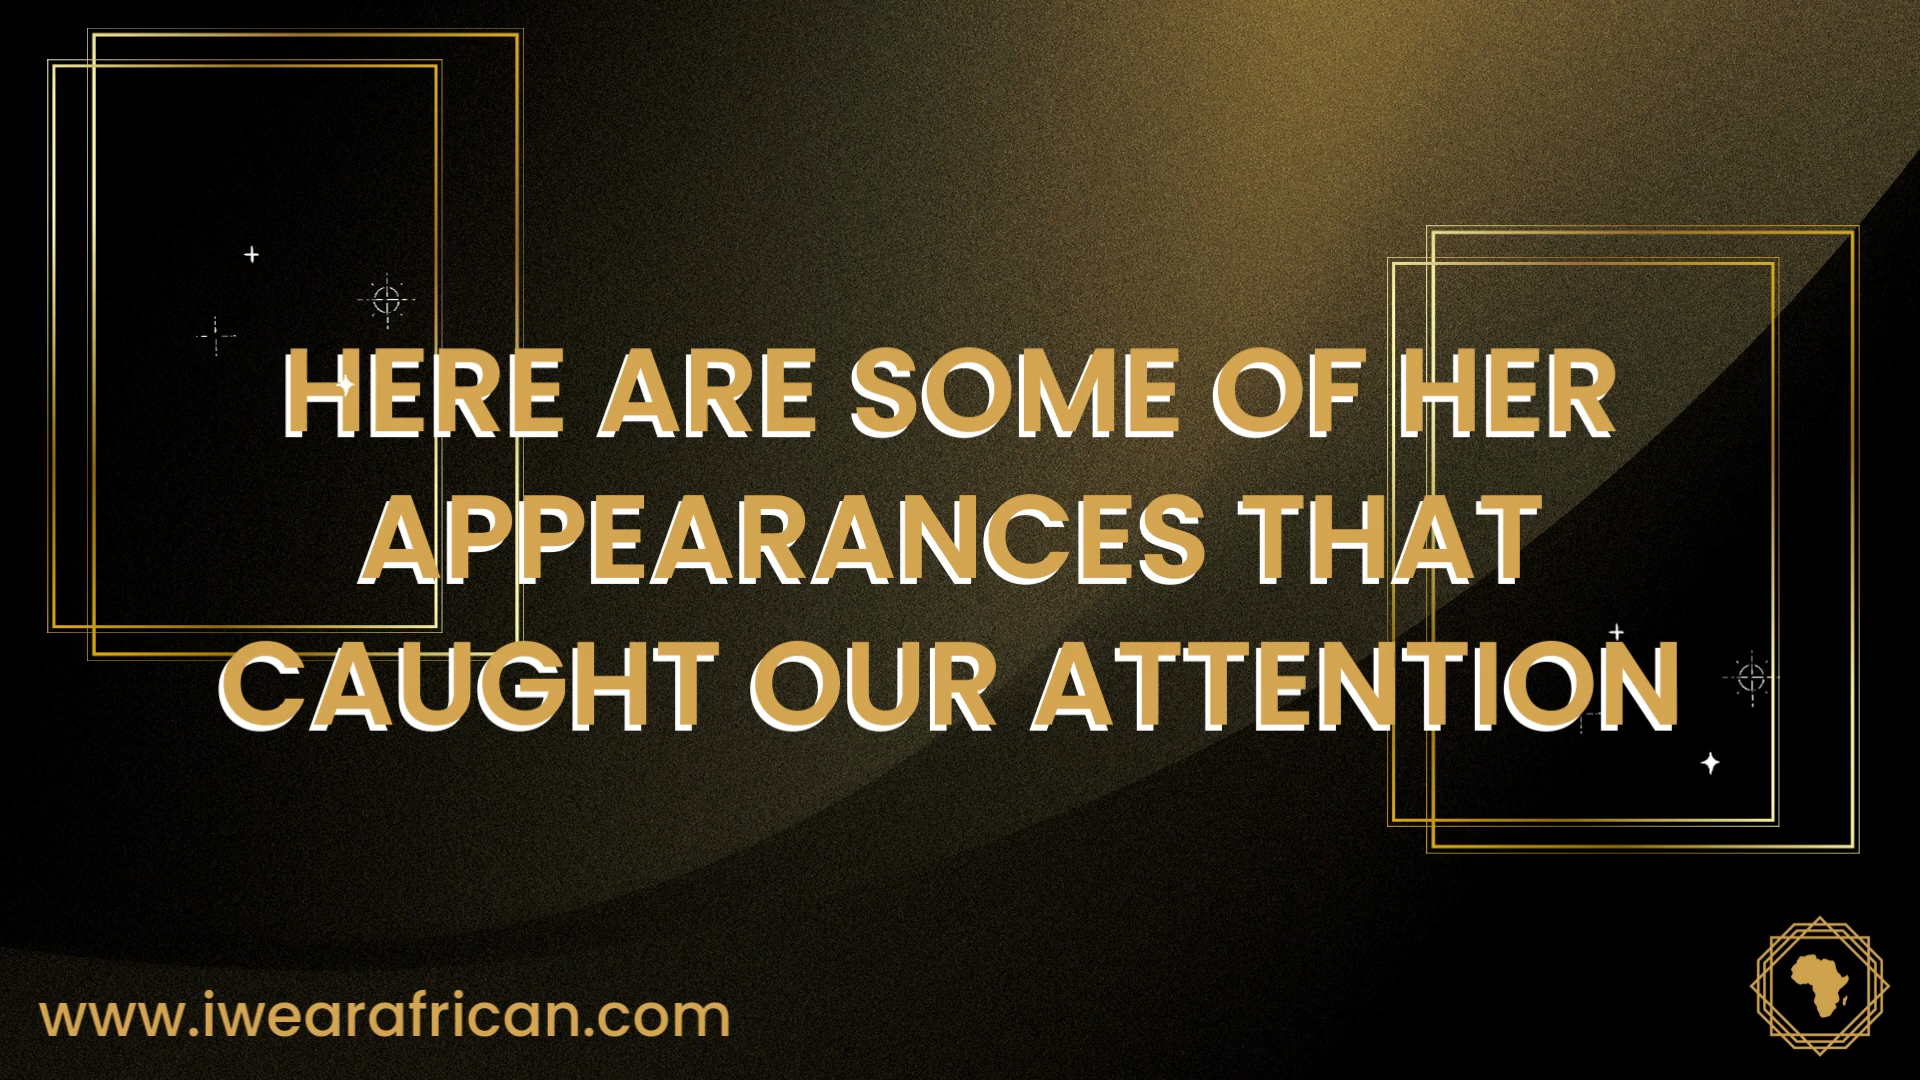 HERE ARE SOME OF HER
APPEARANCES THAT
CAUGHT OUR ATTENTION
www.iwearafrican.com